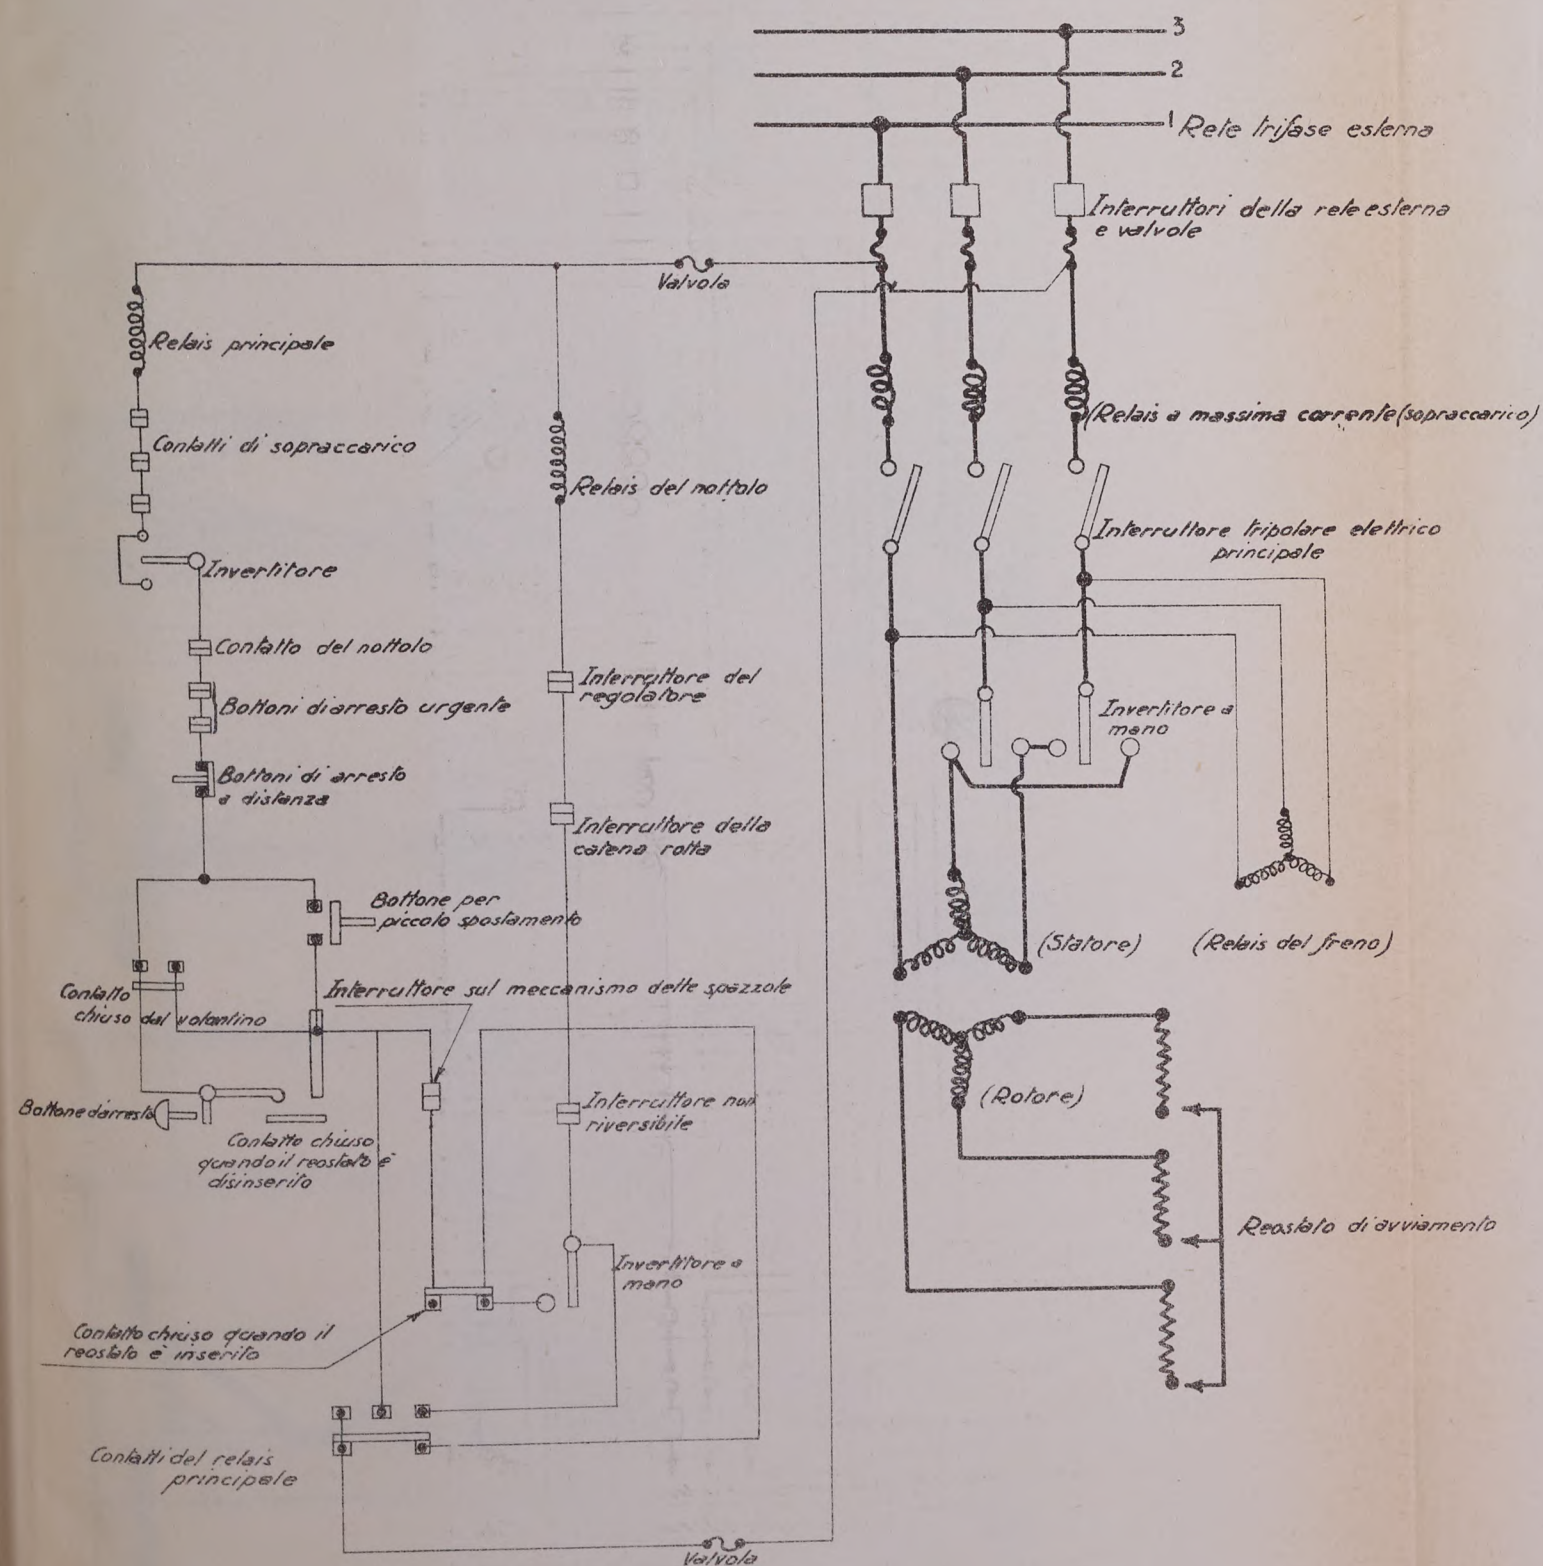 3
2
1 Rete trifase esterna
Interruttori della rete esterna
e valvole
Valvola
Relais principale
(Relais a massima corrente (sopraccarico)
Contatti di sopraccarico
Relais del nottolo
Interruttore tripolare elettrico
principale
Invertitore
Contatto del nottolo
Interruttore del
regolatore
Bottoni di arresto urgente
Invertitore a
mano
Bottoni di arresto
a distanza
Interruttore della
catena rotta
Bottone per
piccolo spostamento
(Statore)
(Relais del freno)
Contatto
chiuso dal volantino
Interruttore sul meccanismo delle spazzole
Bottone d'arresto
Contatto chiuso
quando il reostato è
disinserito
Interruttore non
riversibile
(Rotore)
Reostato di avviamento
Invertitore a
mano
Contatto chiuso quando il
reostato è inserito
Contatti del relais
principale
Valvola